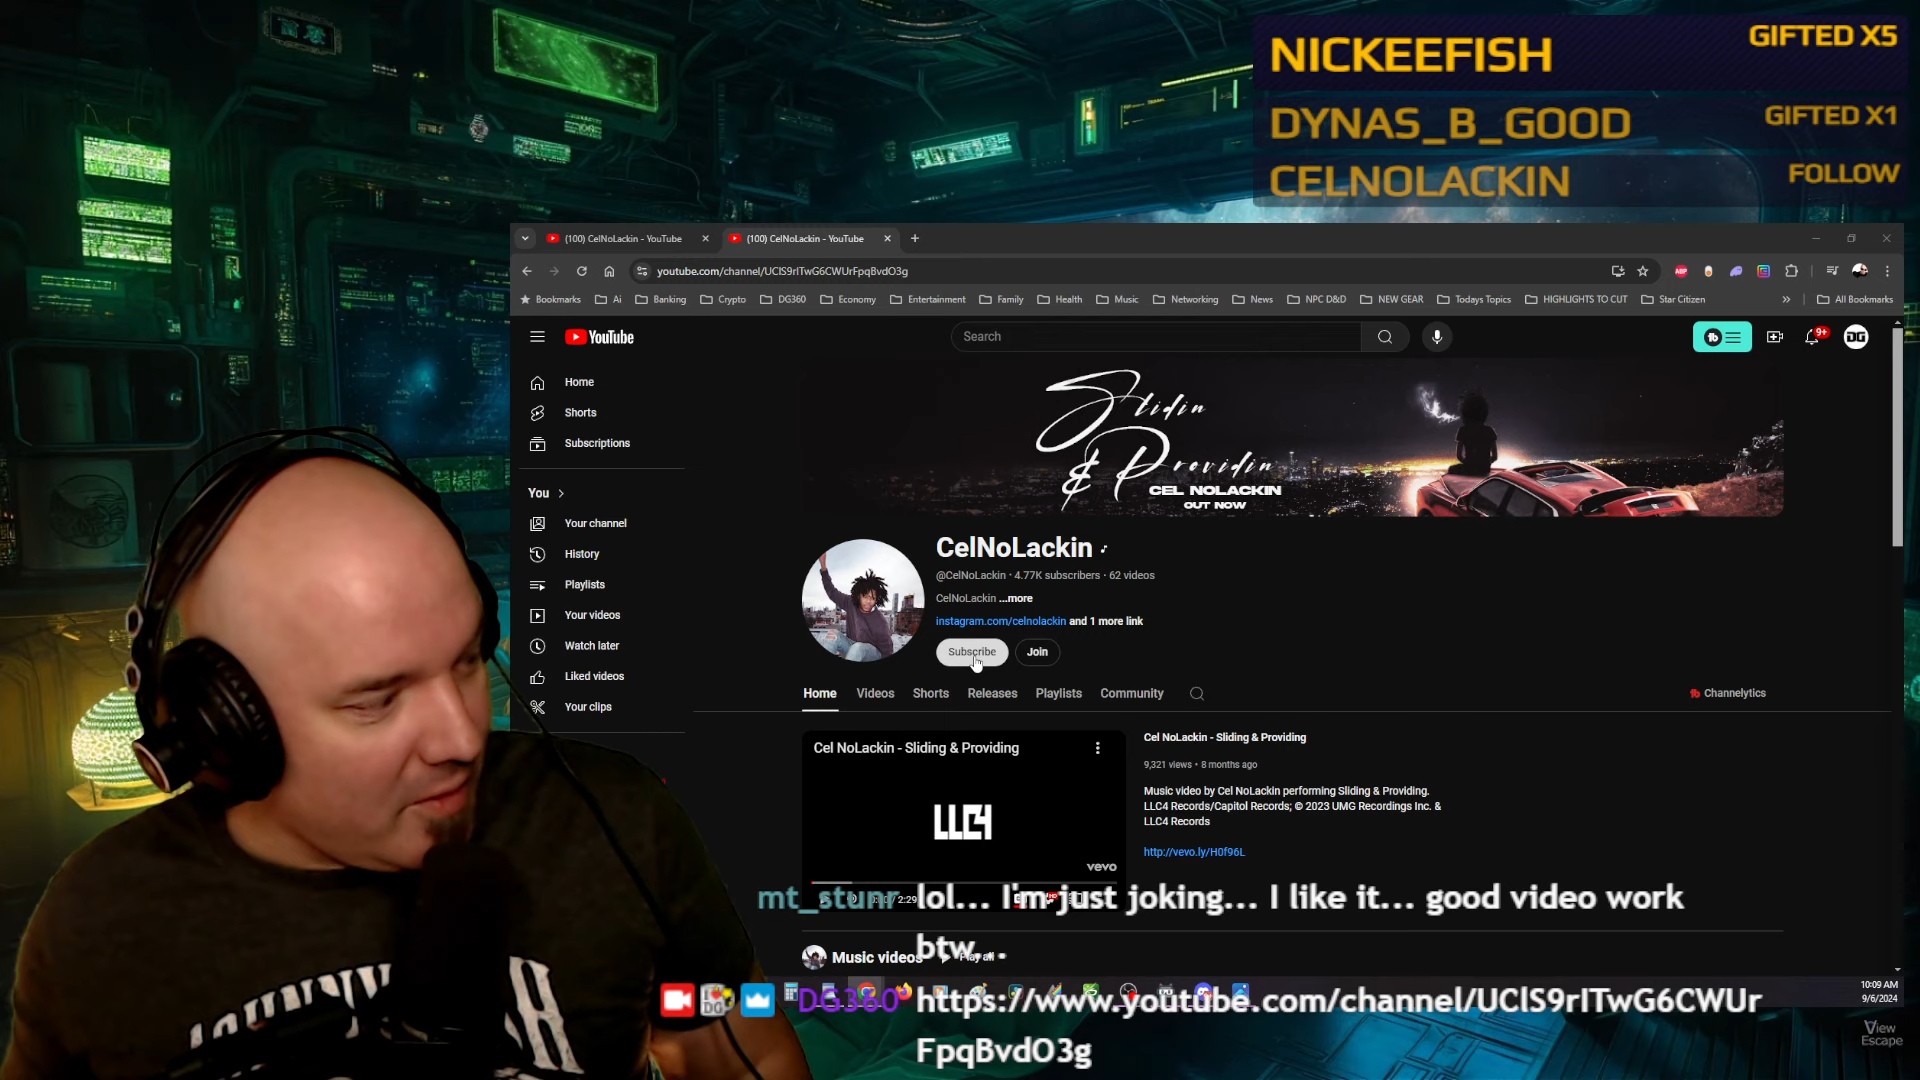 NICKEEFISH
GIFTED X5
DYNAS_B_GOOD
GIFTED X1
CELNOLACKIN
FOLLOW
(100) CelNoLackin - YouTube
(100) CelNoLackin - YouTube
youtube.com/channel/UClS9rITwG6CWUrFpqBvdO3g
Bookmarks Ai Banking Crypto DG360 Economy Entertainment Family Health Music Networking News NPC D&D NEW GEAR Todays Topics HIGHLIGHTS TO CUT Star Citizen » All Bookmarks
YouTube
Search
9+
DG
Home
Shorts
Subscriptions
You
Your channel
History
Playlists
Your videos
Watch later
Liked videos
Your clips
Slidin
& Providin
CEL NOLACKIN
OUT NOW
CelNoLackin
@CelNoLackin · 4.77K subscribers · 62 videos
CelNoLackin ...more
instagram.com/celnolackin and 1 more link
Subscribe
Join
Home Videos Shorts Releases Playlists Community
Channelytics
Cel NoLackin - Sliding & Providing
LLC4
vevo
2:29
Cel NoLackin - Sliding & Providing
9,321 views • 8 months ago
Music video by Cel NoLackin performing Sliding & Providing.
LLC4 Records/Capitol Records; © 2023 UMG Recordings Inc. &
LLC4 Records
http://vevo.ly/H0f96L
Music videos
Play all
mt_stunr lol... I'm just joking... I like it... good video work
btw...
DG360 https://www.youtube.com/channel/UClS9rITwG6CWUr
FpqBvdO3g
10:09 AM
9/6/2024
View
Escape